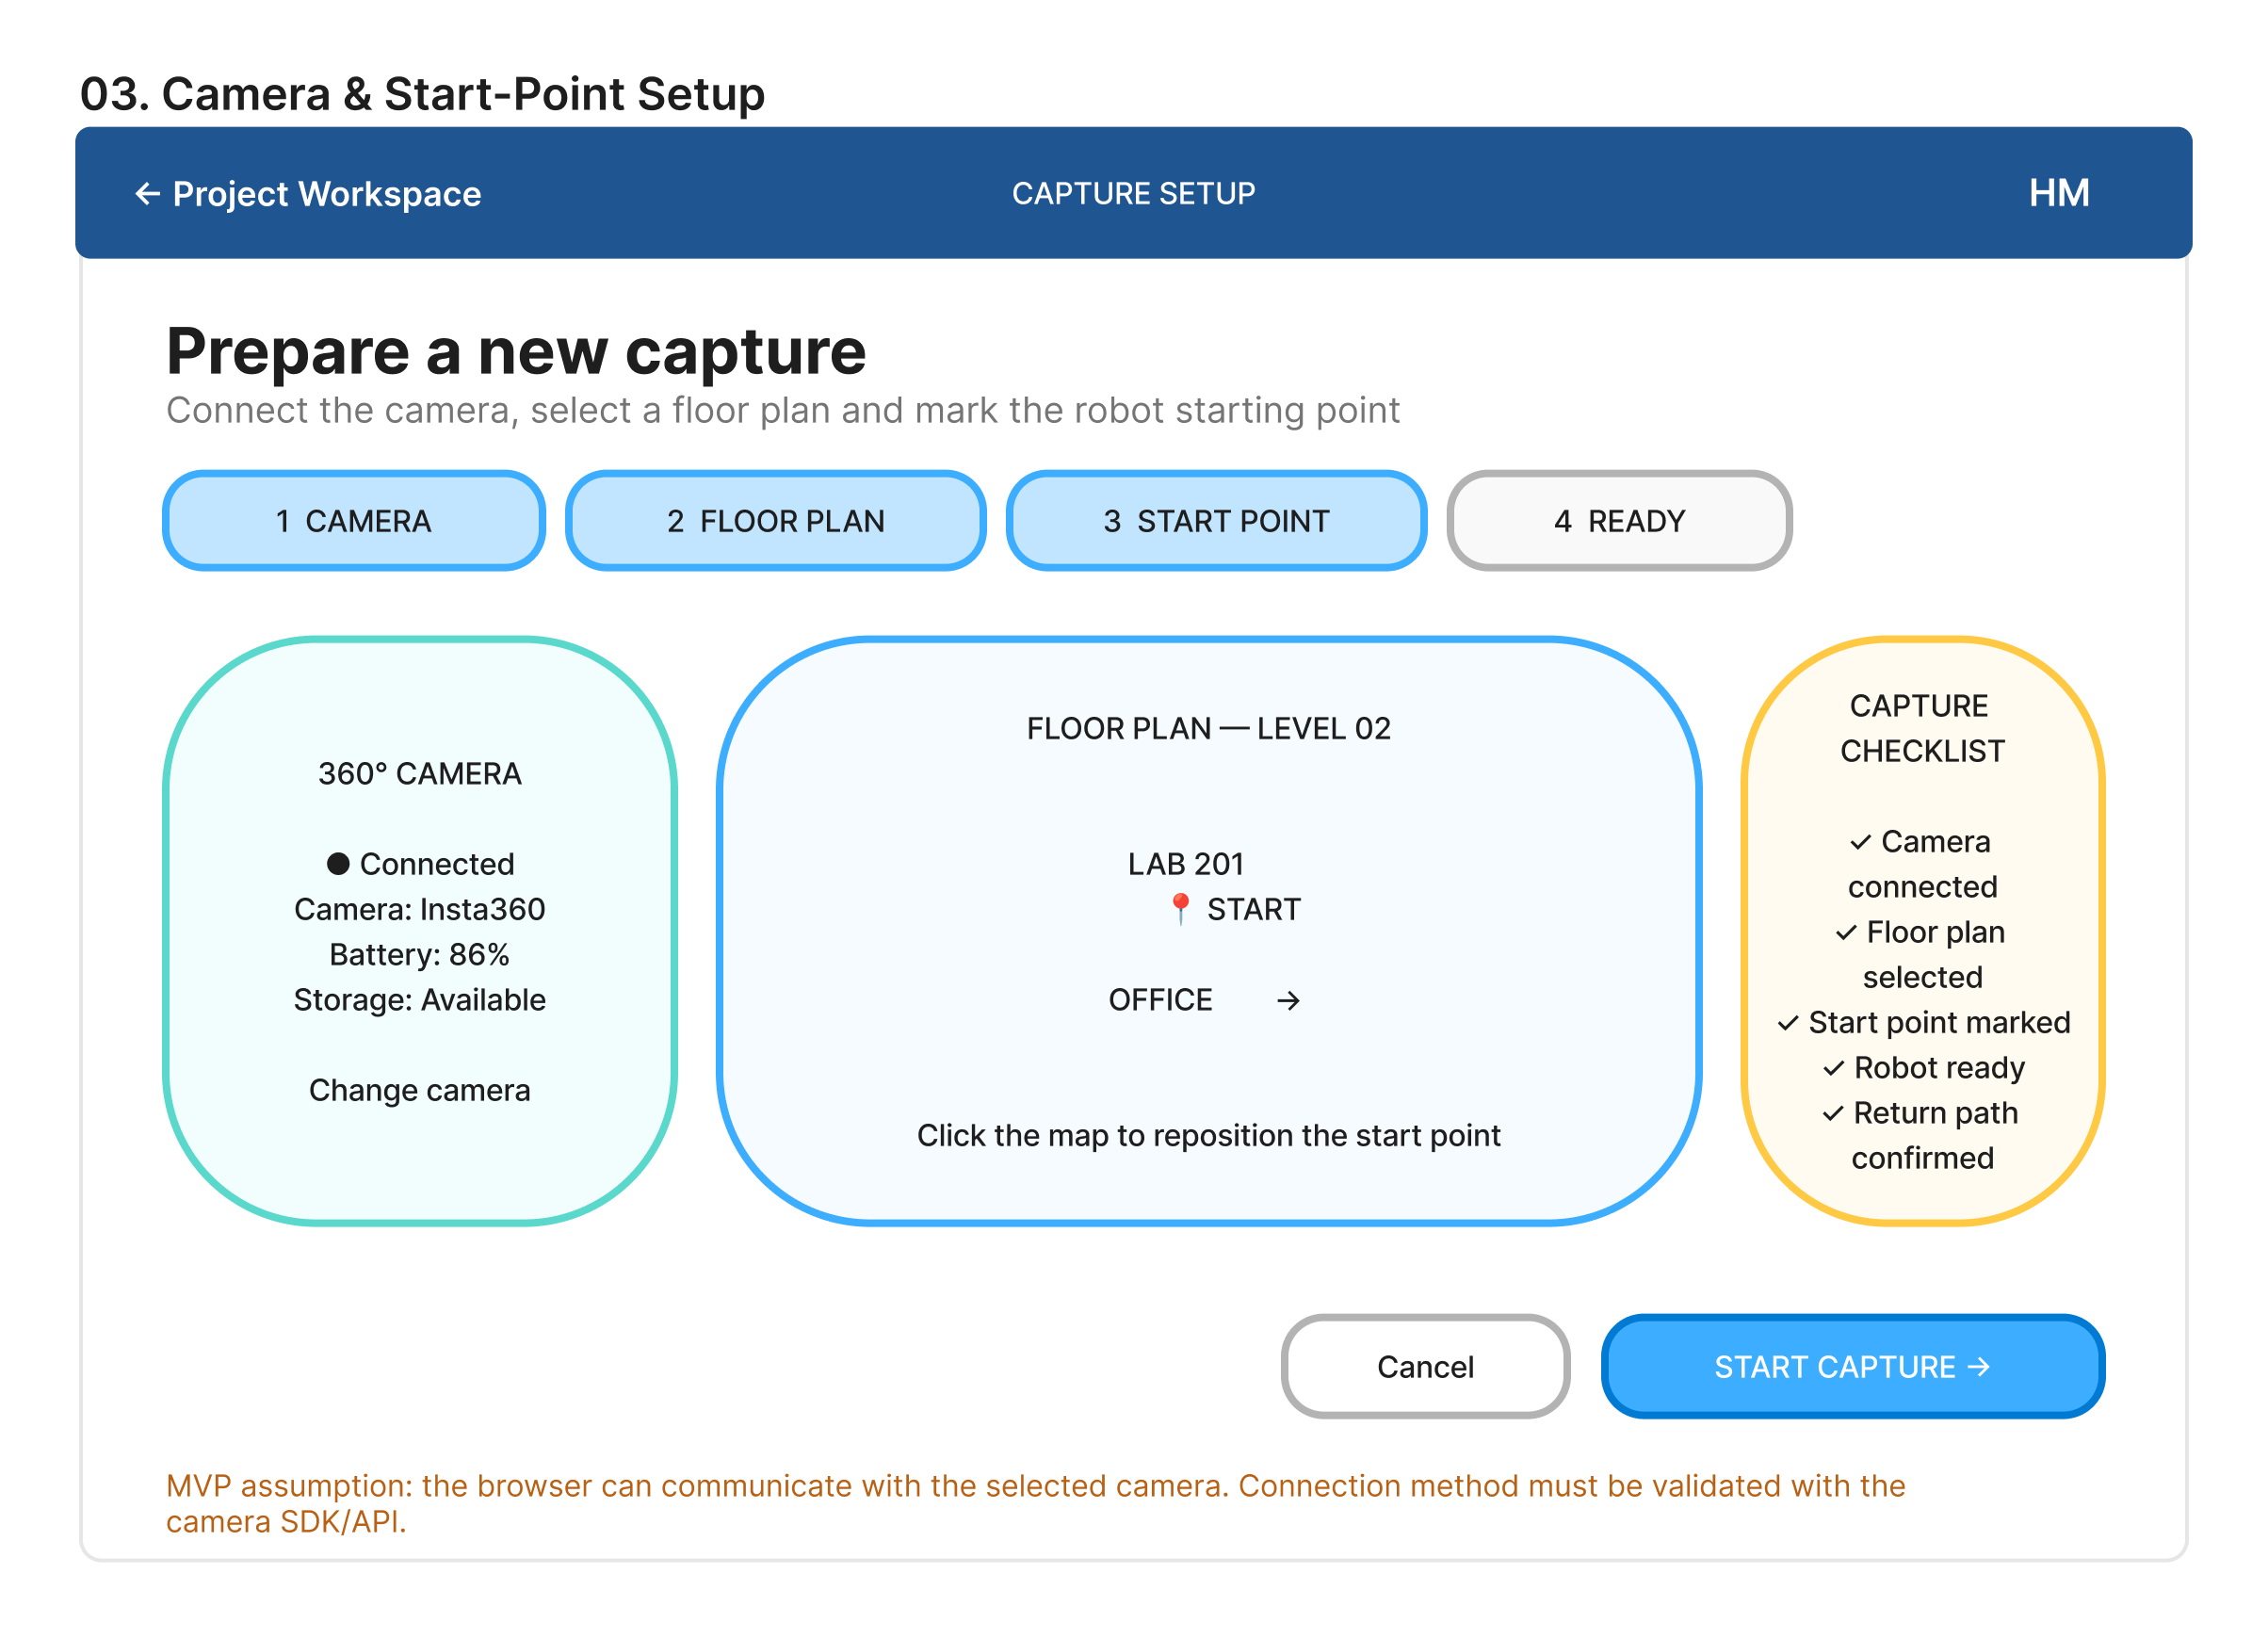 03. Camera & Start-Point Setup
← Project Workspace
CAPTURE SETUP
HM
Prepare a new capture
Connect the camera, select a floor plan and mark the robot starting point
1 CAMERA
2 FLOOR PLAN
3 START POINT
4 READY
360° CAMERA
● Connected
Camera: Insta360
Battery: 86%
Storage: Available
Change camera
FLOOR PLAN — LEVEL 02
LAB 201
📍 START
OFFICE →
Click the map to reposition the start point
CAPTURE
CHECKLIST
✓ Camera
connected
✓ Floor plan
selected
✓ Start point marked
✓ Robot ready
✓ Return path
confirmed
Cancel
START CAPTURE →
MVP assumption: the browser can communicate with the selected camera. Connection method must be validated with the
camera SDK/API.